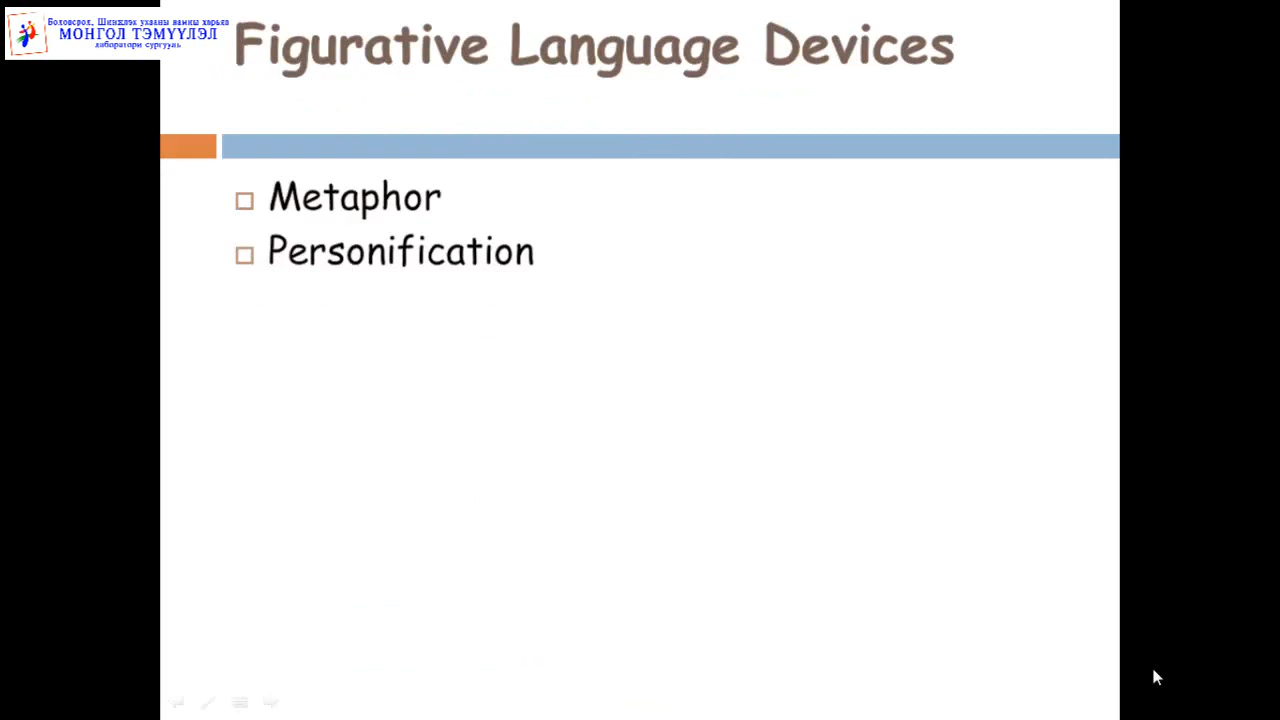 Боловсрол, Шинжлэх ухааны яамны харьяа
МОНГОЛ ТЭМҮҮЛЭЛ
лаборатори сургууль
Figurative Language Devices
Metaphor
Personification